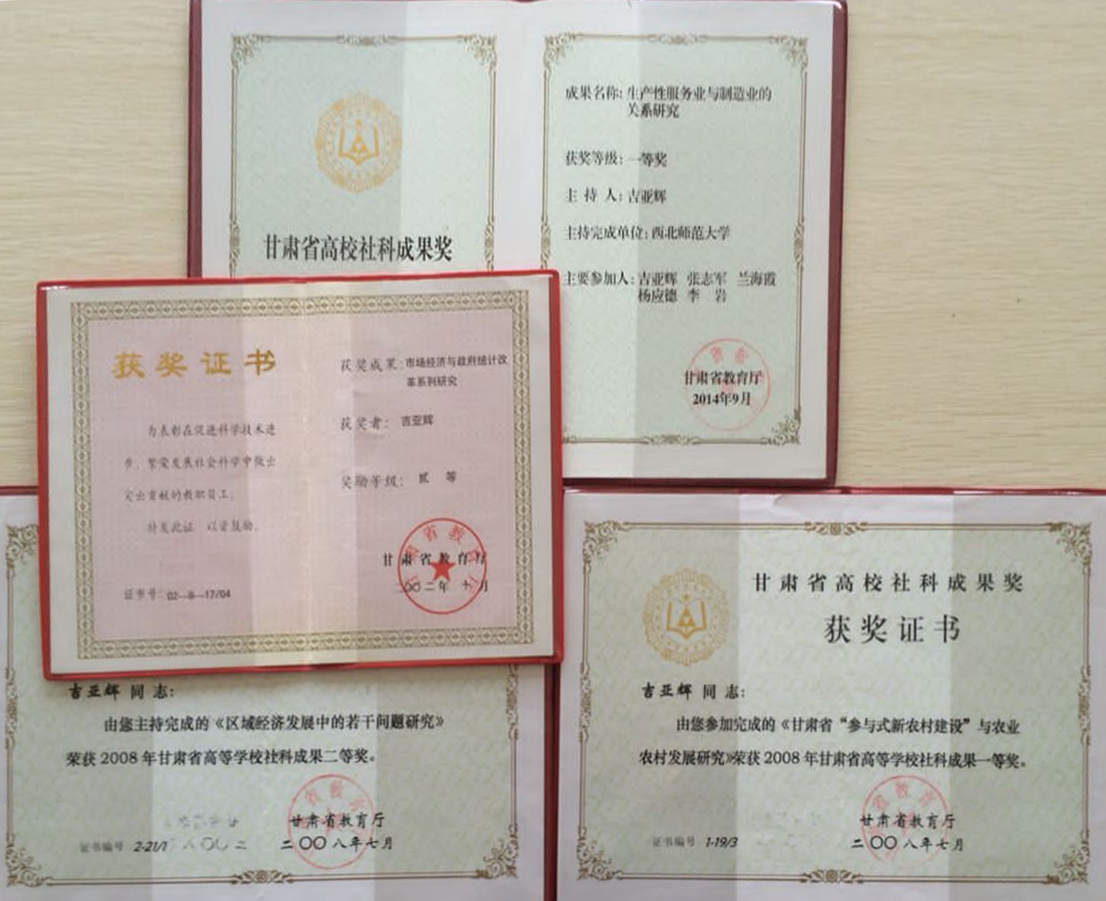 甘肃省高校社科成果奖
成果名称: 生产性服务业与制造业的
关系研究
获奖等级: 一等奖
主 持 人: 吉亚辉
主持完成单位: 西北师范大学
主要参加人: 吉亚辉 张志军 兰海霞
杨应德 李 岩
甘肃省教育厅
2014年9月
获奖证书
为表彰在促进科学技术进
步、繁荣发展社会科学中做出
突出贡献的教职员工,
特发此证 以资鼓励。
证书号: 02--B--17/04
获奖成果: 市场经济与政府统计改
革系列研究
获奖者: 吉亚辉
奖励等级: 贰 等
甘肃省教育厅
二〇〇二年 十 月
吉亚辉 同志:
由您主持完成的《区域经济发展中的若干问题研究》
荣获 2008 年甘肃省高等学校社科成果二等奖。
甘肃省教育厅
证书编号 2-21/1
二〇〇八年七月
甘肃省高校社科成果奖
获奖证书
吉亚辉 同志:
由您参加完成的《甘肃省“参与式新农村建设”与农业
农村发展研究》荣获 2008 年甘肃省高等学校社科成果一等奖。
甘肃省教育厅
证书编号 1-19/3
二〇〇八年七月